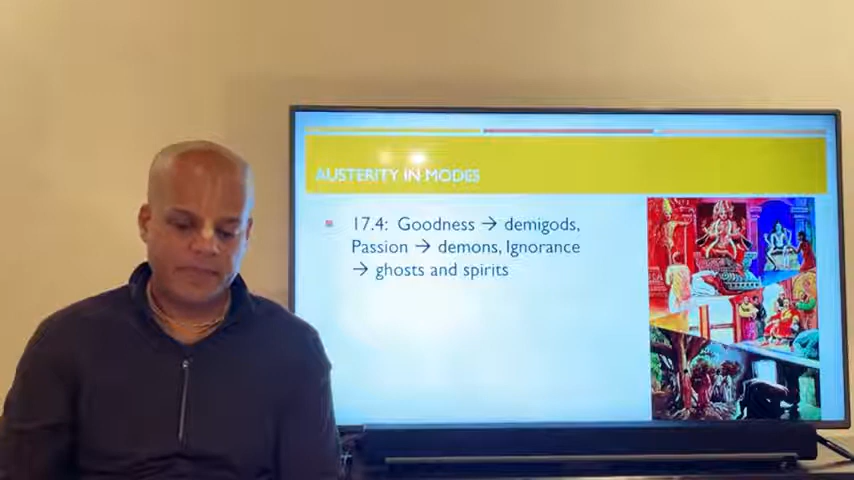 AUSTERITY IN MODES
17.4: Goodness → demigods,
Passion → demons, Ignorance
→ ghosts and spirits